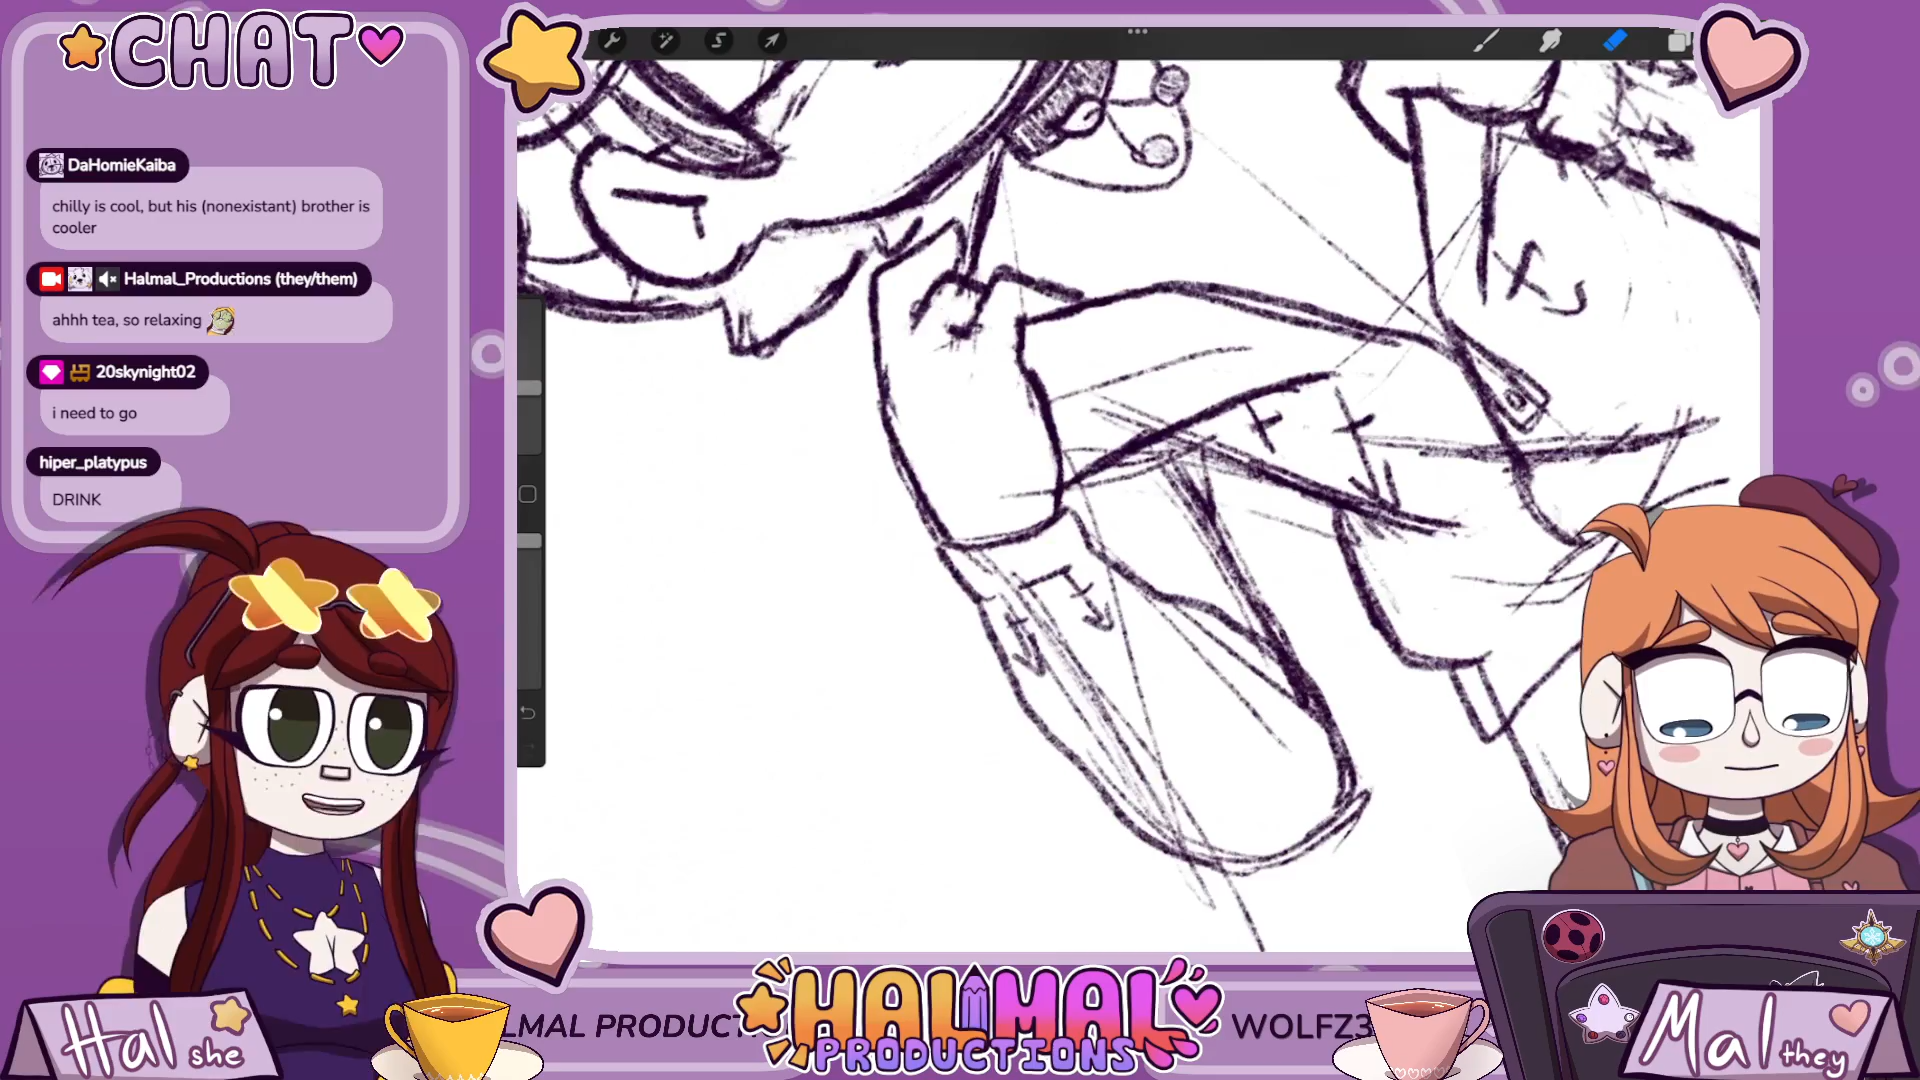 CHAT
DaHomieKaiba
chilly is cool, but his (nonexistant) brother is
cooler
Halmal_Productions (they/them)
ahhh tea, so relaxing
20skynight02
i need to go
hiper_platypus
DRINK
Hal she
LMAL PRODUCT
HALMAL
PRODUCTIONS
WOLFZ3
Mal they